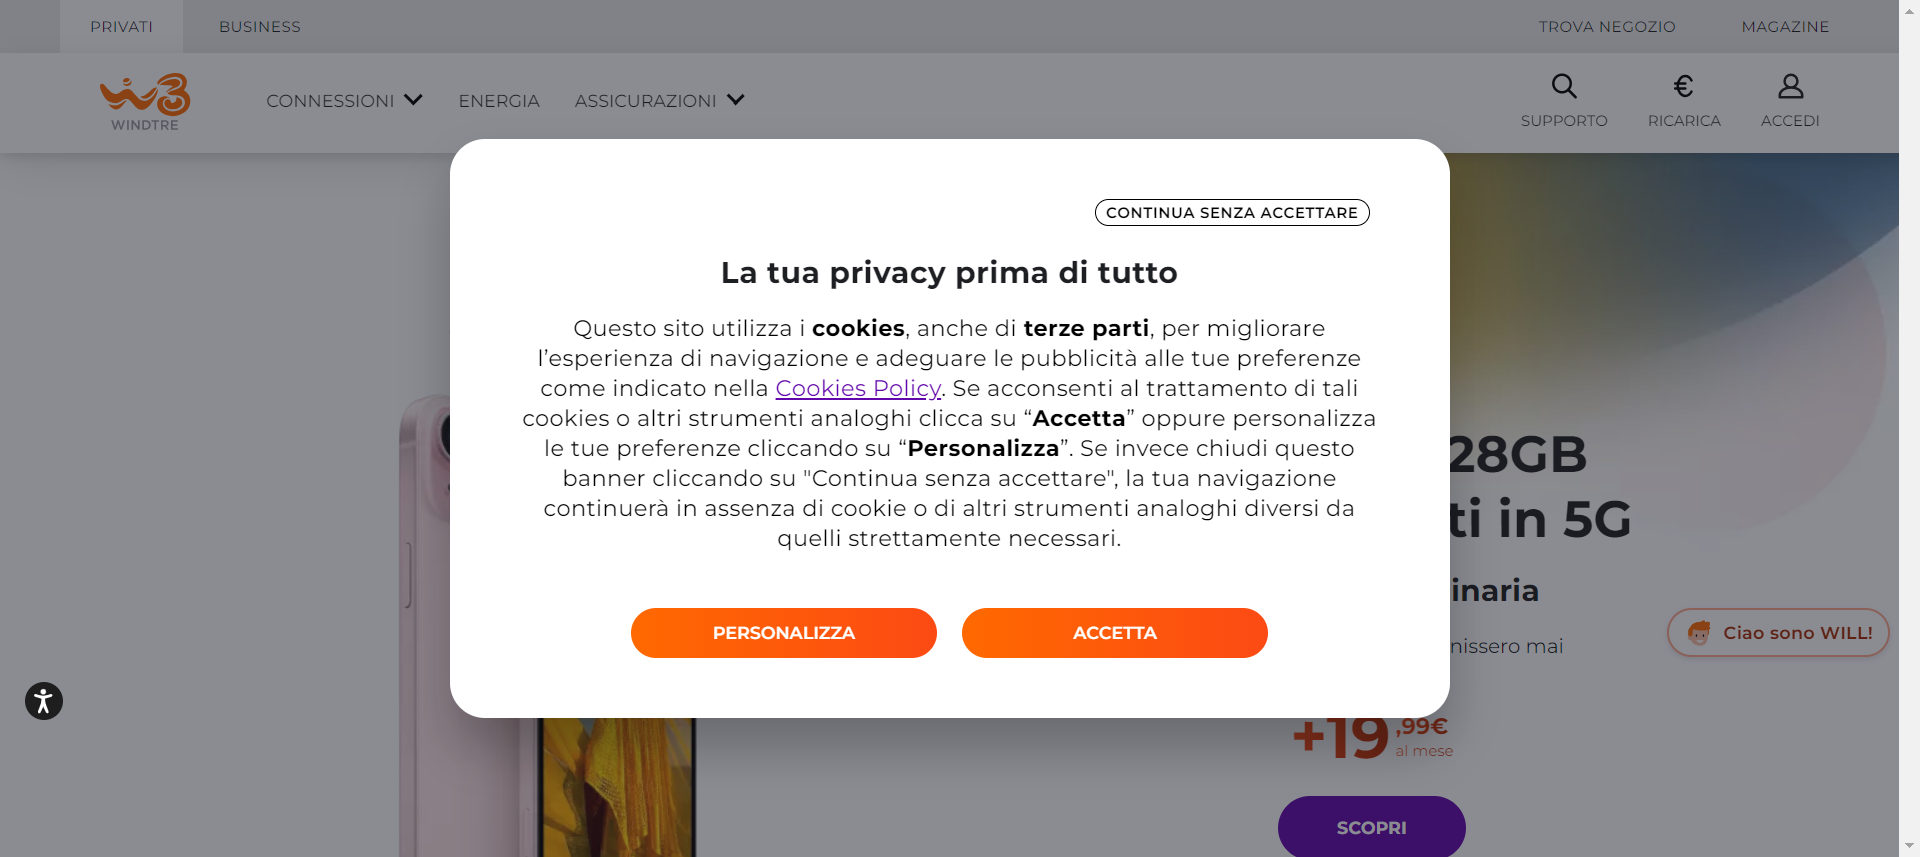 PRIVATI
BUSINESS
TROVA NEGOZIO
MAGAZINE
WINDTRE
CONNESSIONI
ENERGIA
ASSICURAZIONI
SUPPORTO
RICARICA
ACCEDI
CONTINUA SENZA ACCETTARE
La tua privacy prima di tutto
Questo sito utilizza i cookies, anche di terze parti, per migliorare
l’esperienza di navigazione e adeguare le pubblicità alle tue preferenze
come indicato nella Cookies Policy. Se acconsenti al trattamento di tali
cookies o altri strumenti analoghi clicca su “Accetta” oppure personalizza
le tue preferenze cliccando su “Personalizza”. Se invece chiudi questo
banner cliccando su "Continua senza accettare", la tua navigazione
continuerà in assenza di cookie o di altri strumenti analoghi diversi da
quelli strettamente necessari.
PERSONALIZZA
ACCETTA
28GB
ti in 5G
inaria
nissero mai
Ciao sono WILL!
+19,99€
al mese
SCOPRI